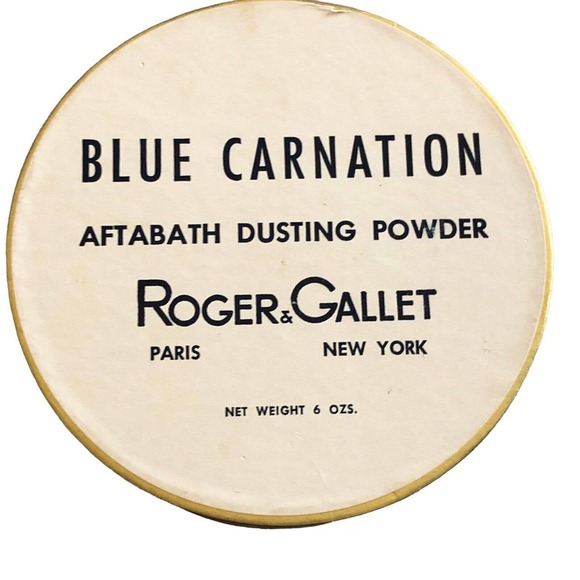 BLUE CARNATION
AFTABATH DUSTING POWDER
ROGER & GALLET
PARIS NEW YORK
NET WEIGHT 6 OZS.